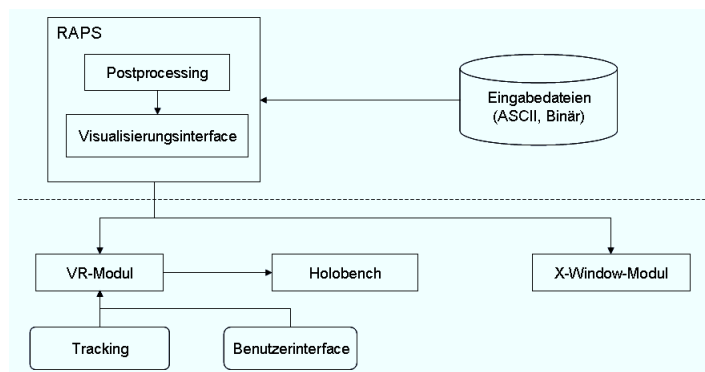 RAPS
Postprocessing
Visualisierungsinterface
Eingabedateien
(ASCII, Binär)
VR-Modul
Holobench
X-Window-Modul
Tracking
Benutzerinterface